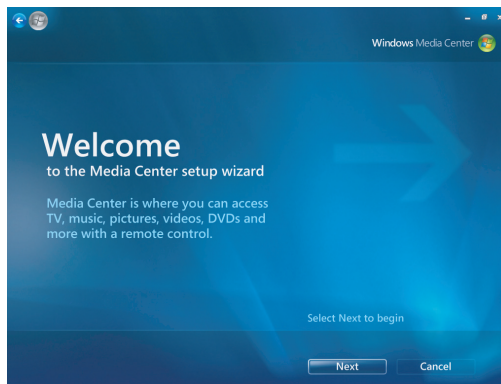 Windows Media Center
Welcome
to the Media Center setup wizard
Media Center is where you can access
TV, music, pictures, videos, DVDs and
more with a remote control.
Select Next to begin
Next
Cancel